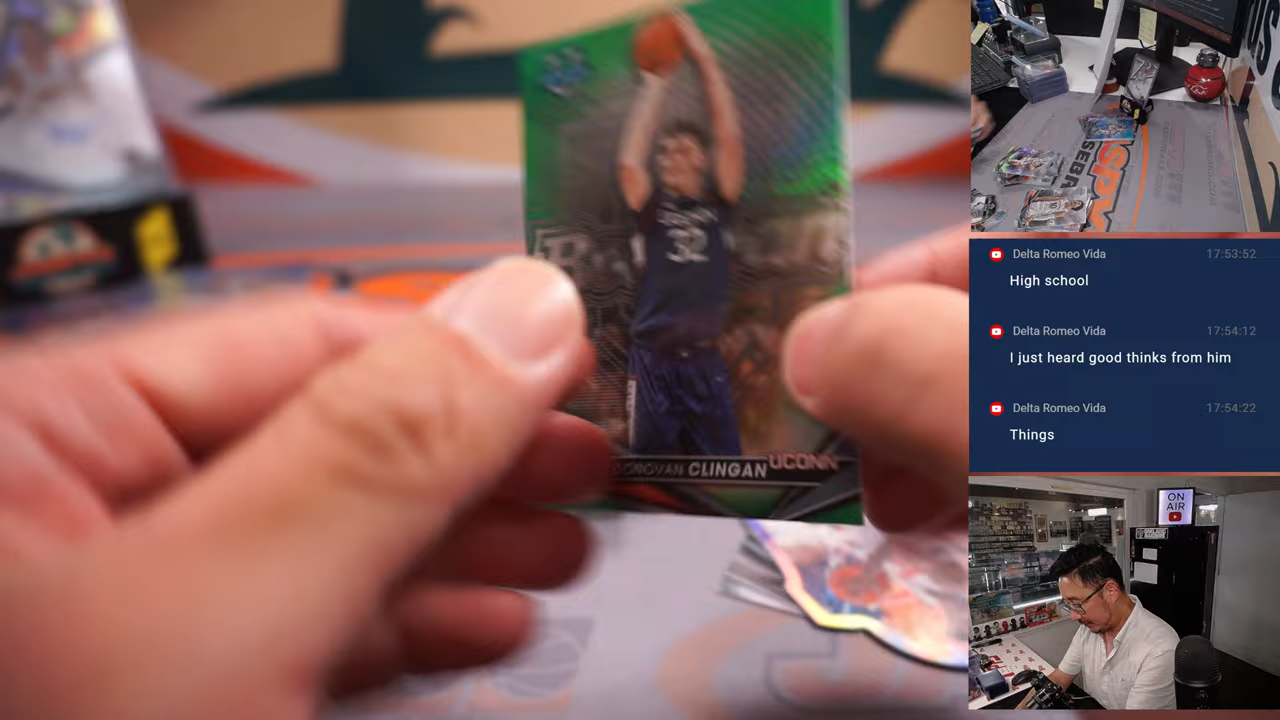 32
DONOVAN CLINGAN
UCONN
Delta Romeo Vida 17:53:52
High school
Delta Romeo Vida 17:54:12
I just heard good thinks from him
Delta Romeo Vida 17:54:22
Things
ON
AIR